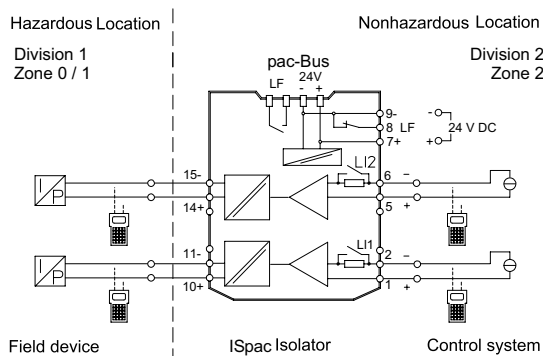 Hazardous Location
Nonhazardous Location
Division 1
Zone 0 / 1
Division 2
Zone 2
pac-Bus
LF
24V
- +
9-
8 LF
7+
-
24 V DC
+
LI2
15-
14+
6 –
5 +
I
P
LI1
11-
10+
2 –
1 +
I
P
Field device
ISpac Isolator
Control system